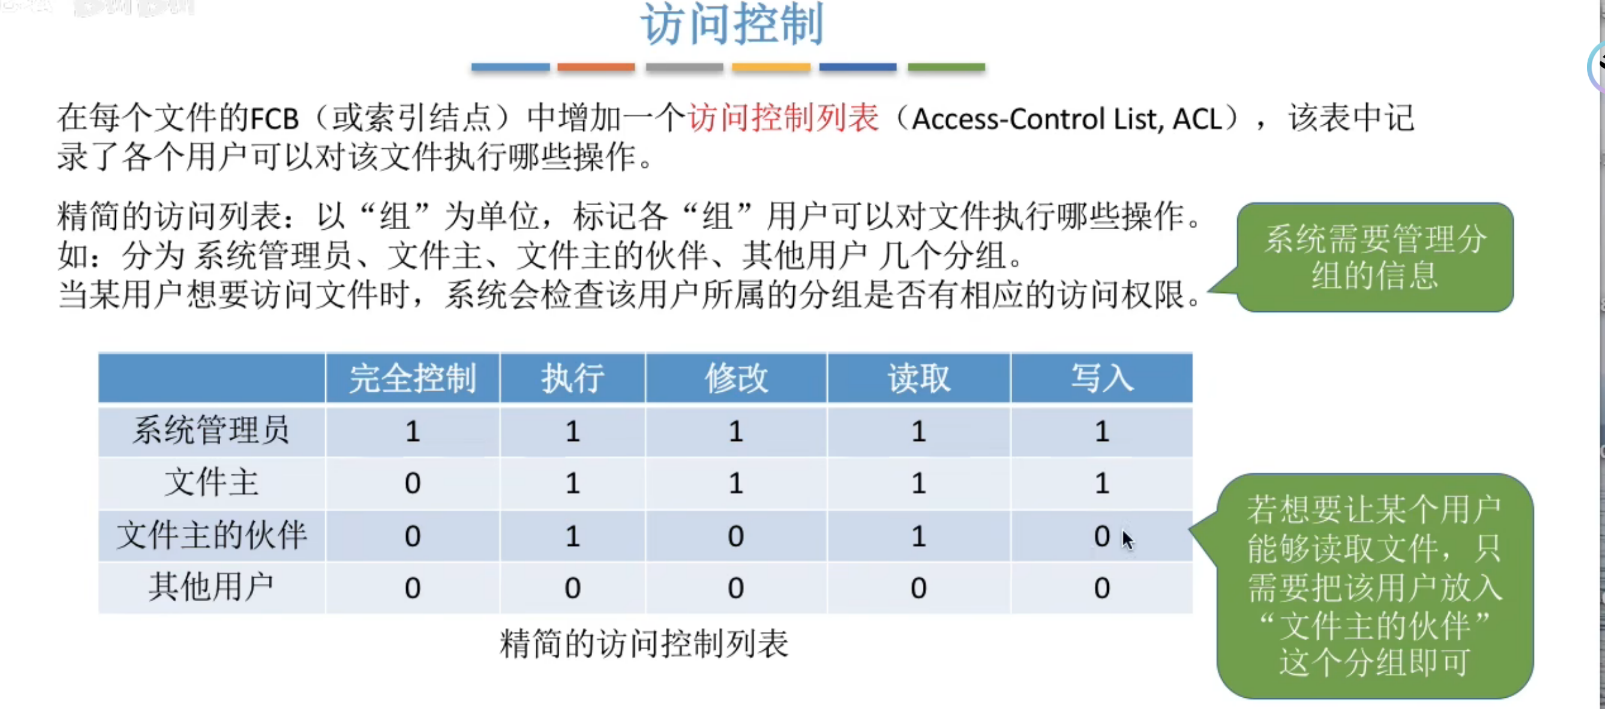 访问控制
在每个文件的FCB（或索引结点）中增加一个访问控制列表（Access-Control List, ACL），该表中记
录了各个用户可以对该文件执行哪些操作。
精简的访问列表：以“组”为单位，标记各“组”用户可以对文件执行哪些操作。
如：分为 系统管理员、文件主、文件主的伙伴、其他用户 几个分组。
当某用户想要访问文件时，系统会检查该用户所属的分组是否有相应的访问权限。
系统需要管理分
组的信息
完全控制 执行 修改 读取 写入
系统管理员 1 1 1 1 1
文件主 0 1 1 1 1
文件主的伙伴 0 1 0 1 0
其他用户 0 0 0 0 0
精简的访问控制列表
若想要让某个用户
能够读取文件，只
需要把该用户放入
“文件主的伙伴”
这个分组即可